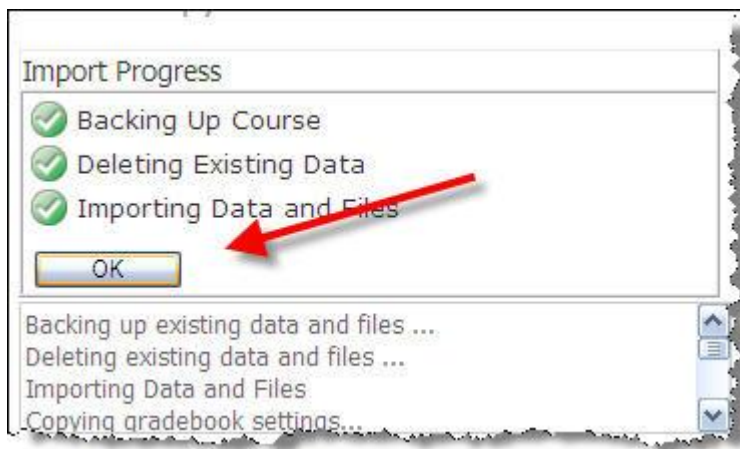 Import Progress
Backing Up Course
Deleting Existing Data
Importing Data and Files
OK
Backing up existing data and files ...
Deleting existing data and files ...
Importing Data and Files
Copying gradebook settings...